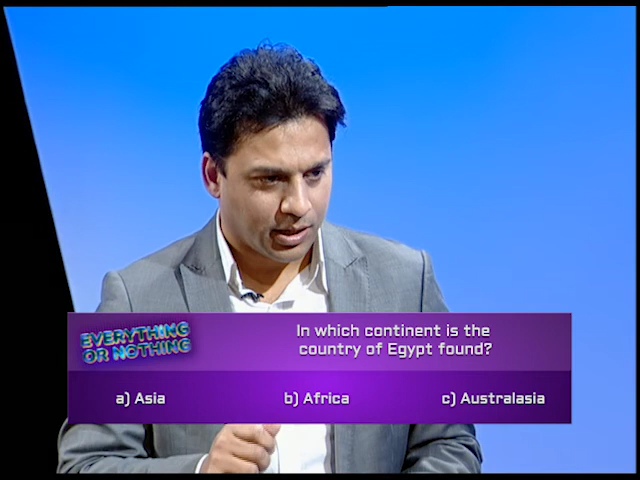 EVERYTHING
OR NOTHING
In which continent is the
country of Egypt found?
a) Asia
b) Africa
c) Australasia